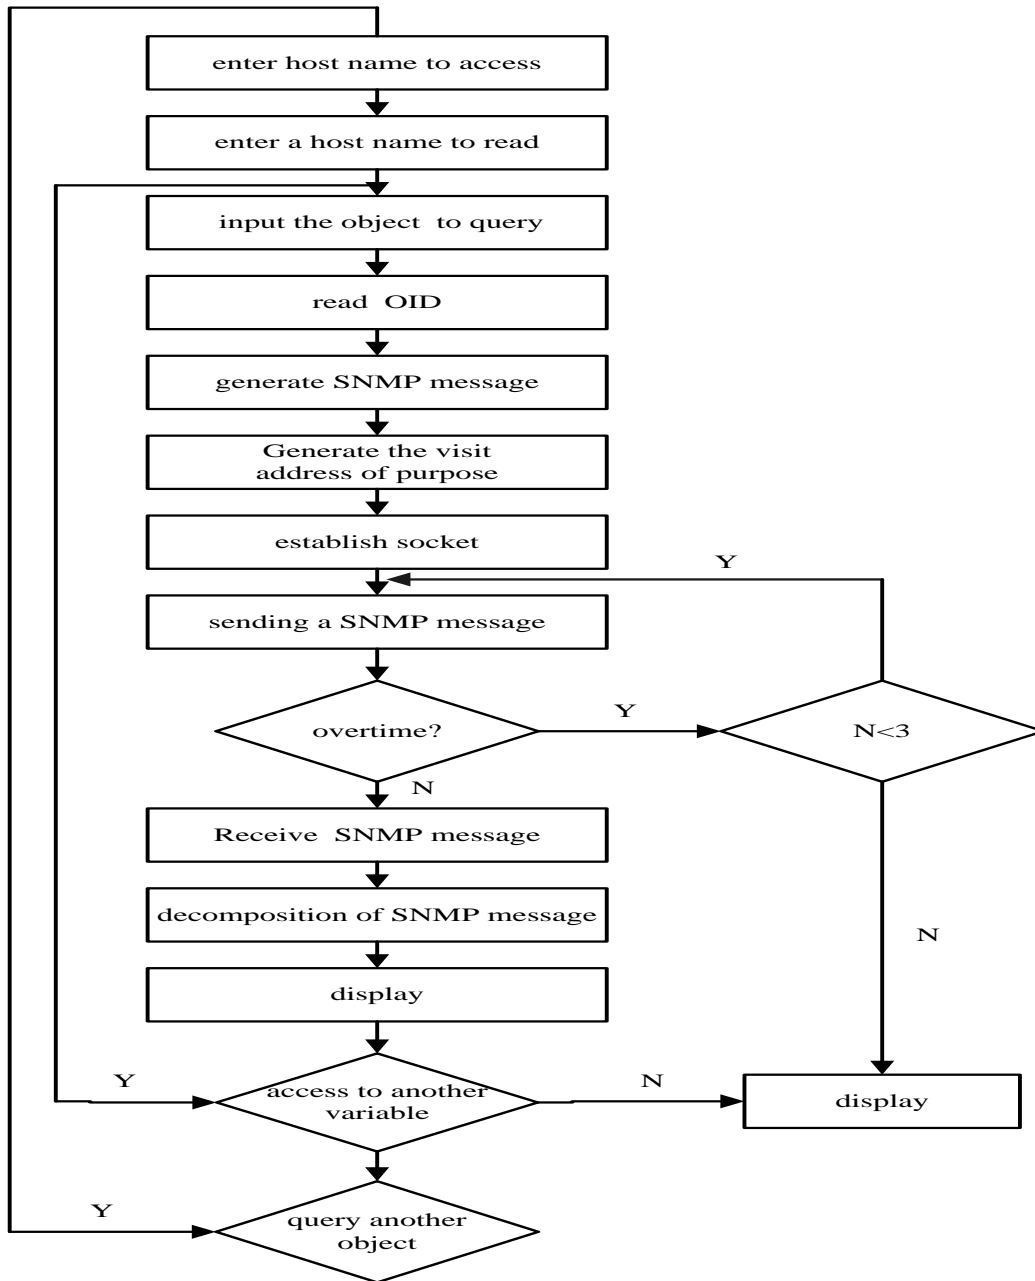 enter host name to access
enter a host name to read
input the object to query
read OID
generate SNMP message
Generate the visit
address of purpose
establish socket
Y
sending a SNMP message
overtime?
Y
N<3
N
Receive SNMP message
decomposition of SNMP message
N
display
Y
access to another
variable
N
display
Y
query another
object